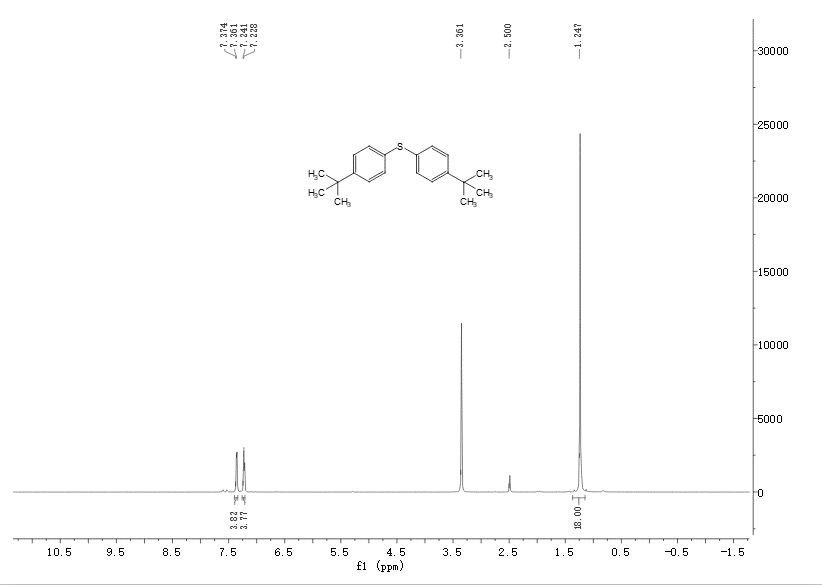 7.374
7.361
7.241
7.228
3.361
2.500
1.247
30000
25000
20000
15000
10000
5000
0
S
H₃C
H₃C
CH₃
CH₃
CH₃
CH₃
3.82
3.77
18.00
10.5 9.5 8.5 7.5 6.5 5.5 4.5 3.5 2.5 1.5 0.5 -0.5 -1.5
f1 (ppm)